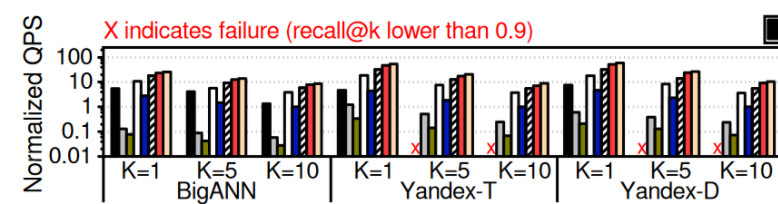 X indicates failure (recall@k lower than 0.9)
Normalized QPS
100
10
1
0.1
0.01
X X X X
K=1 K=5 K=10 K=1 K=5 K=10 K=1 K=5 K=10
BigANN Yandex-T Yandex-D